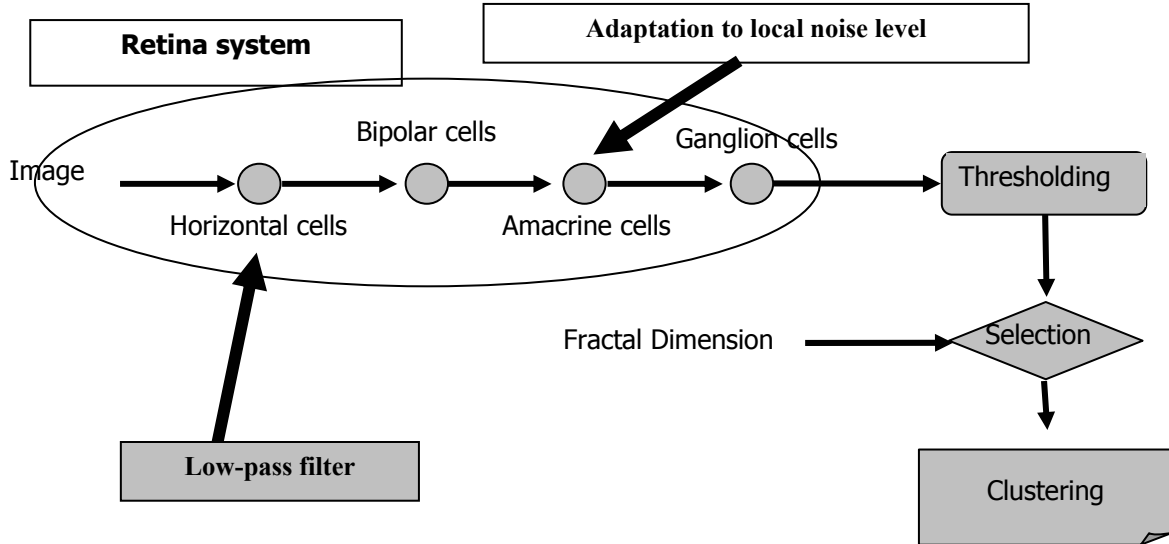 Retina system
Adaptation to local noise level
Bipolar cells
Ganglion cells
Image
Thresholding
Horizontal cells
Amacrine cells
Fractal Dimension
Selection
Low-pass filter
Clustering